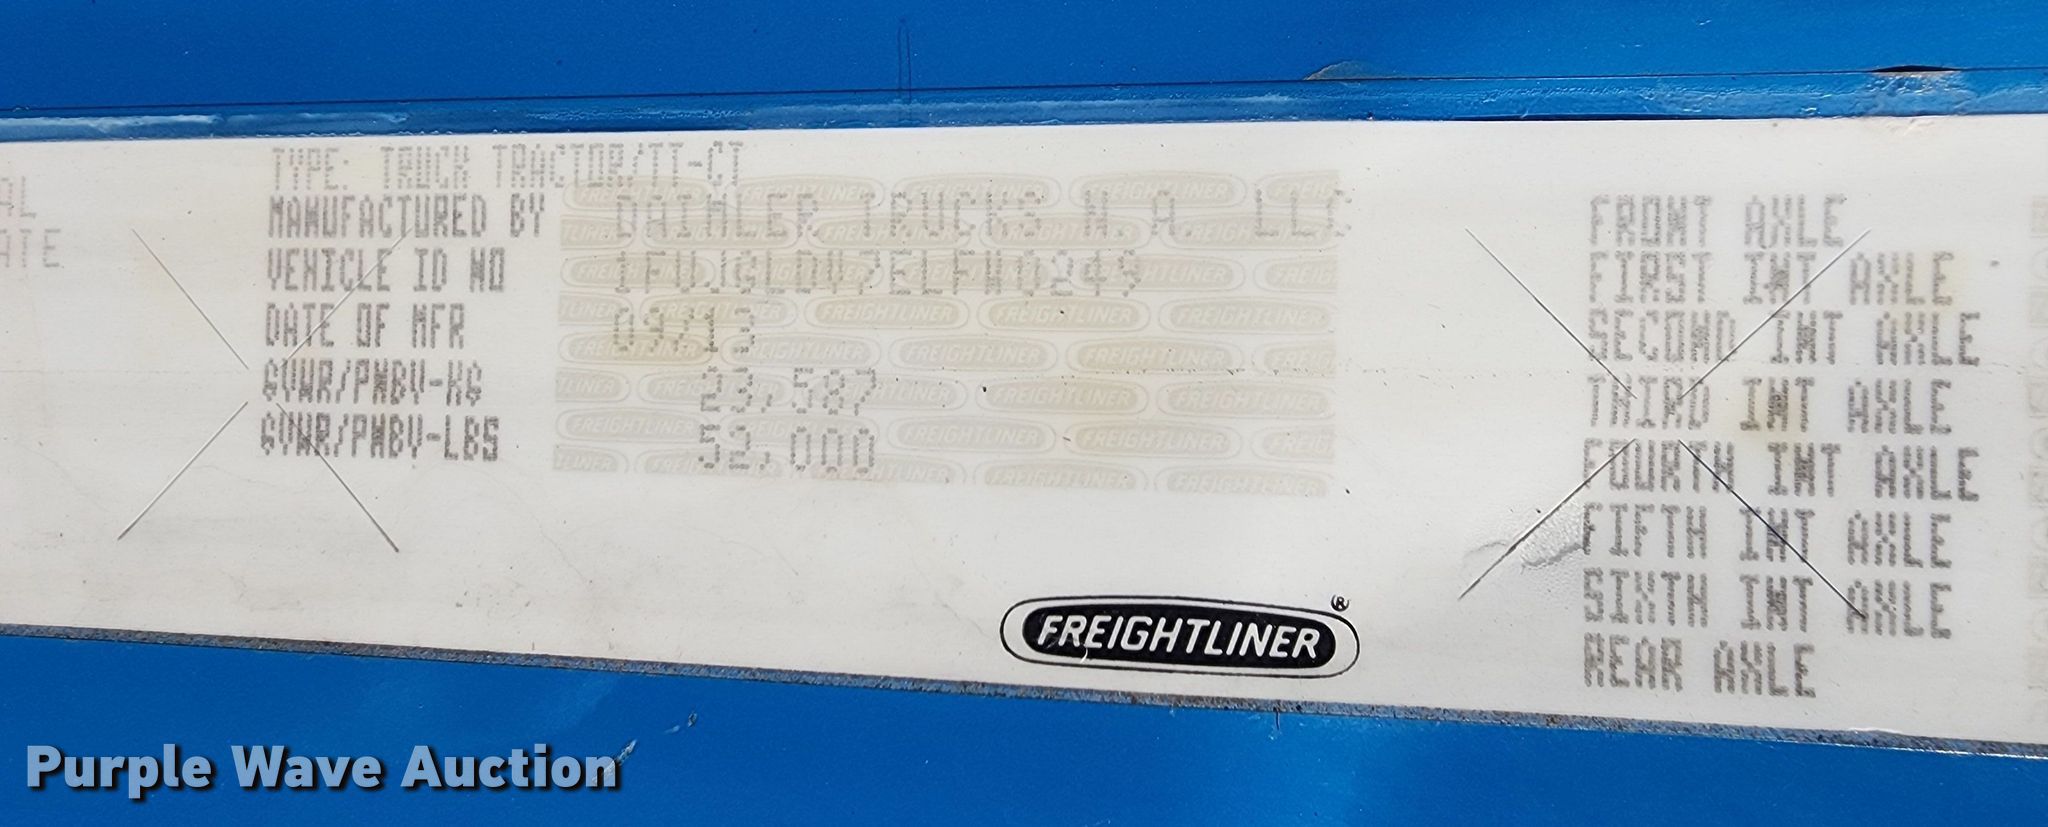 AL
ATE
TYPE: TRUCK TRACTOR/TT-CT
MANUFACTURED BY DAIMLER TRUCKS N.A. LLC
VEHICLE ID NO 1FUJGLDV7ELFW0249
DATE OF MFR 09/13
GVWR/PNBV-KG 23,587
GVWR/PNBV-LBS 52,000
FRONT AXLE
FIRST INT AXLE
SECOND INT AXLE
THIRD INT AXLE
FOURTH INT AXLE
FIFTH INT AXLE
SIXTH INT AXLE
REAR AXLE
FREIGHTLINER®
Purple Wave Auction